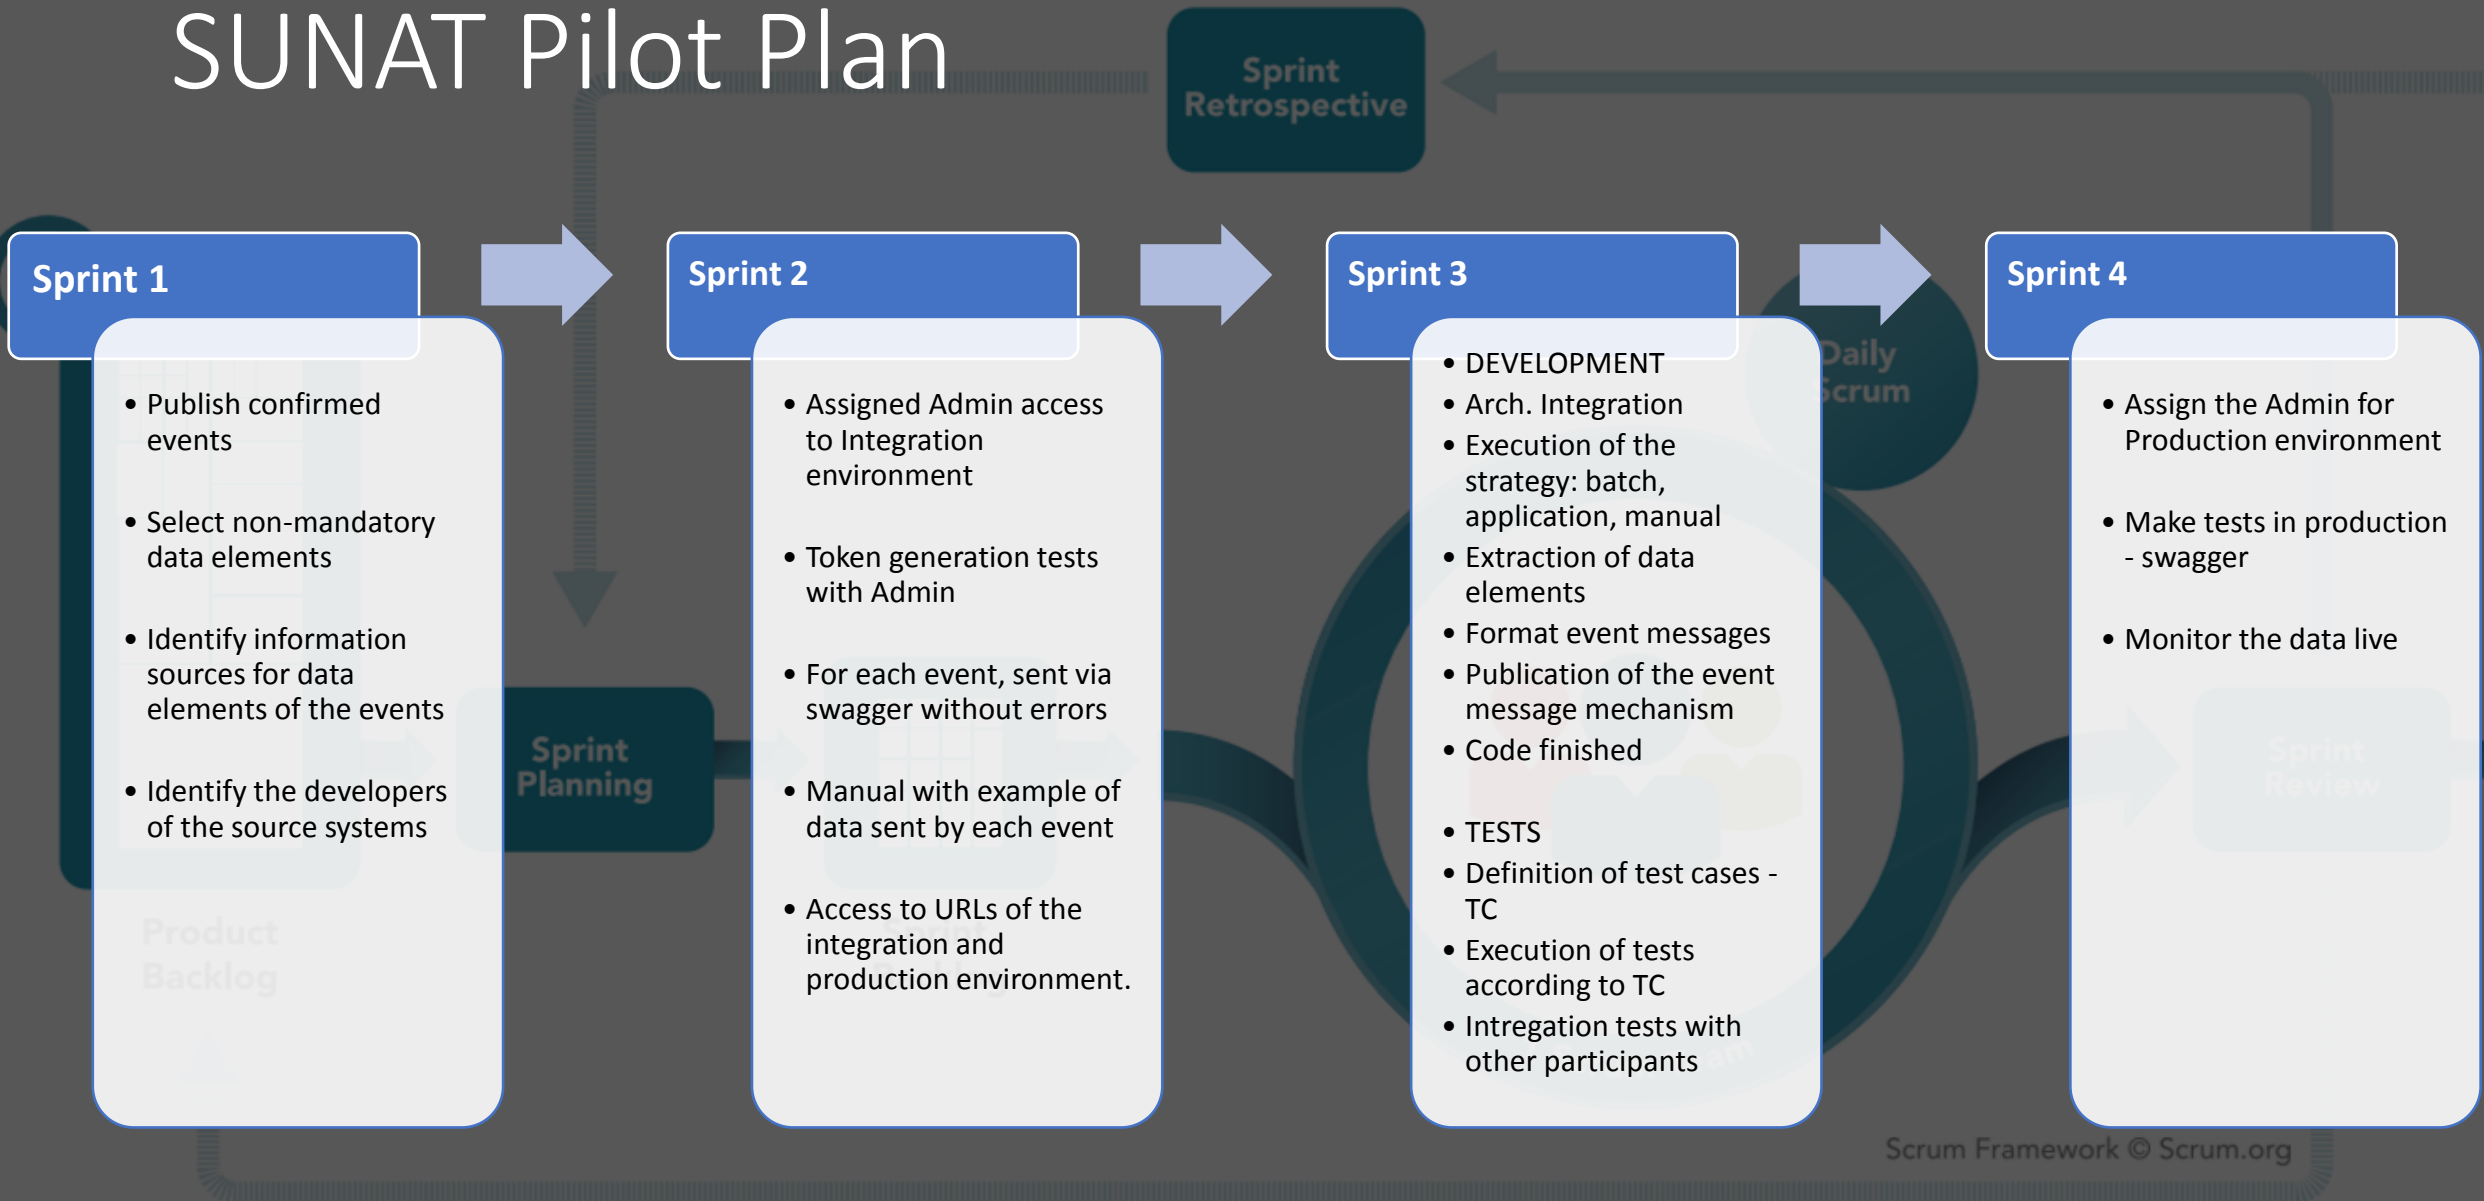 SUNAT Pilot Plan
Sprint
Retrospective
Sprint 1
• Publish confirmed
events
• Select non-mandatory
data elements
• Identify information
sources for data
elements of the events
• Identify the developers
of the source systems
Sprint 2
• Assigned Admin access
to Integration
environment
• Token generation tests
with Admin
• For each event, sent via
swagger without errors
• Manual with example of
data sent by each event
• Access to URLs of the
integration and
production environment.
Sprint 3
• DEVELOPMENT
• Arch. Integration
• Execution of the
strategy: batch,
application, manual
• Extraction of data
elements
• Format event messages
• Publication of the event
message mechanism
• Code finished
• TESTS
• Definition of test cases -
TC
• Execution of tests
according to TC
• Intregation tests with
other participants
Sprint 4
• Assign the Admin for
Production environment
• Make tests in production
- swagger
• Monitor the data live
Daily
Scrum
Sprint
Planning
Sprint
Review
Product
Backlog
Sprint
Scrum Framework © Scrum.org